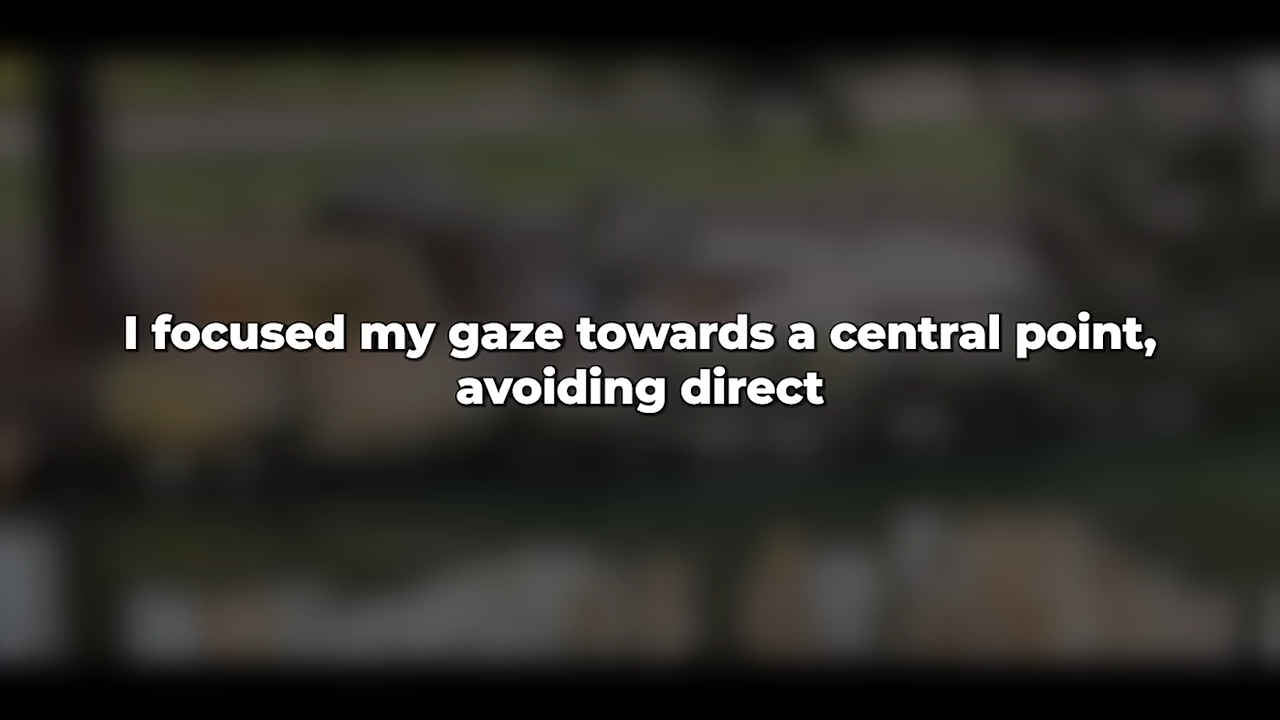 I focused my gaze towards a central point,
avoiding direct